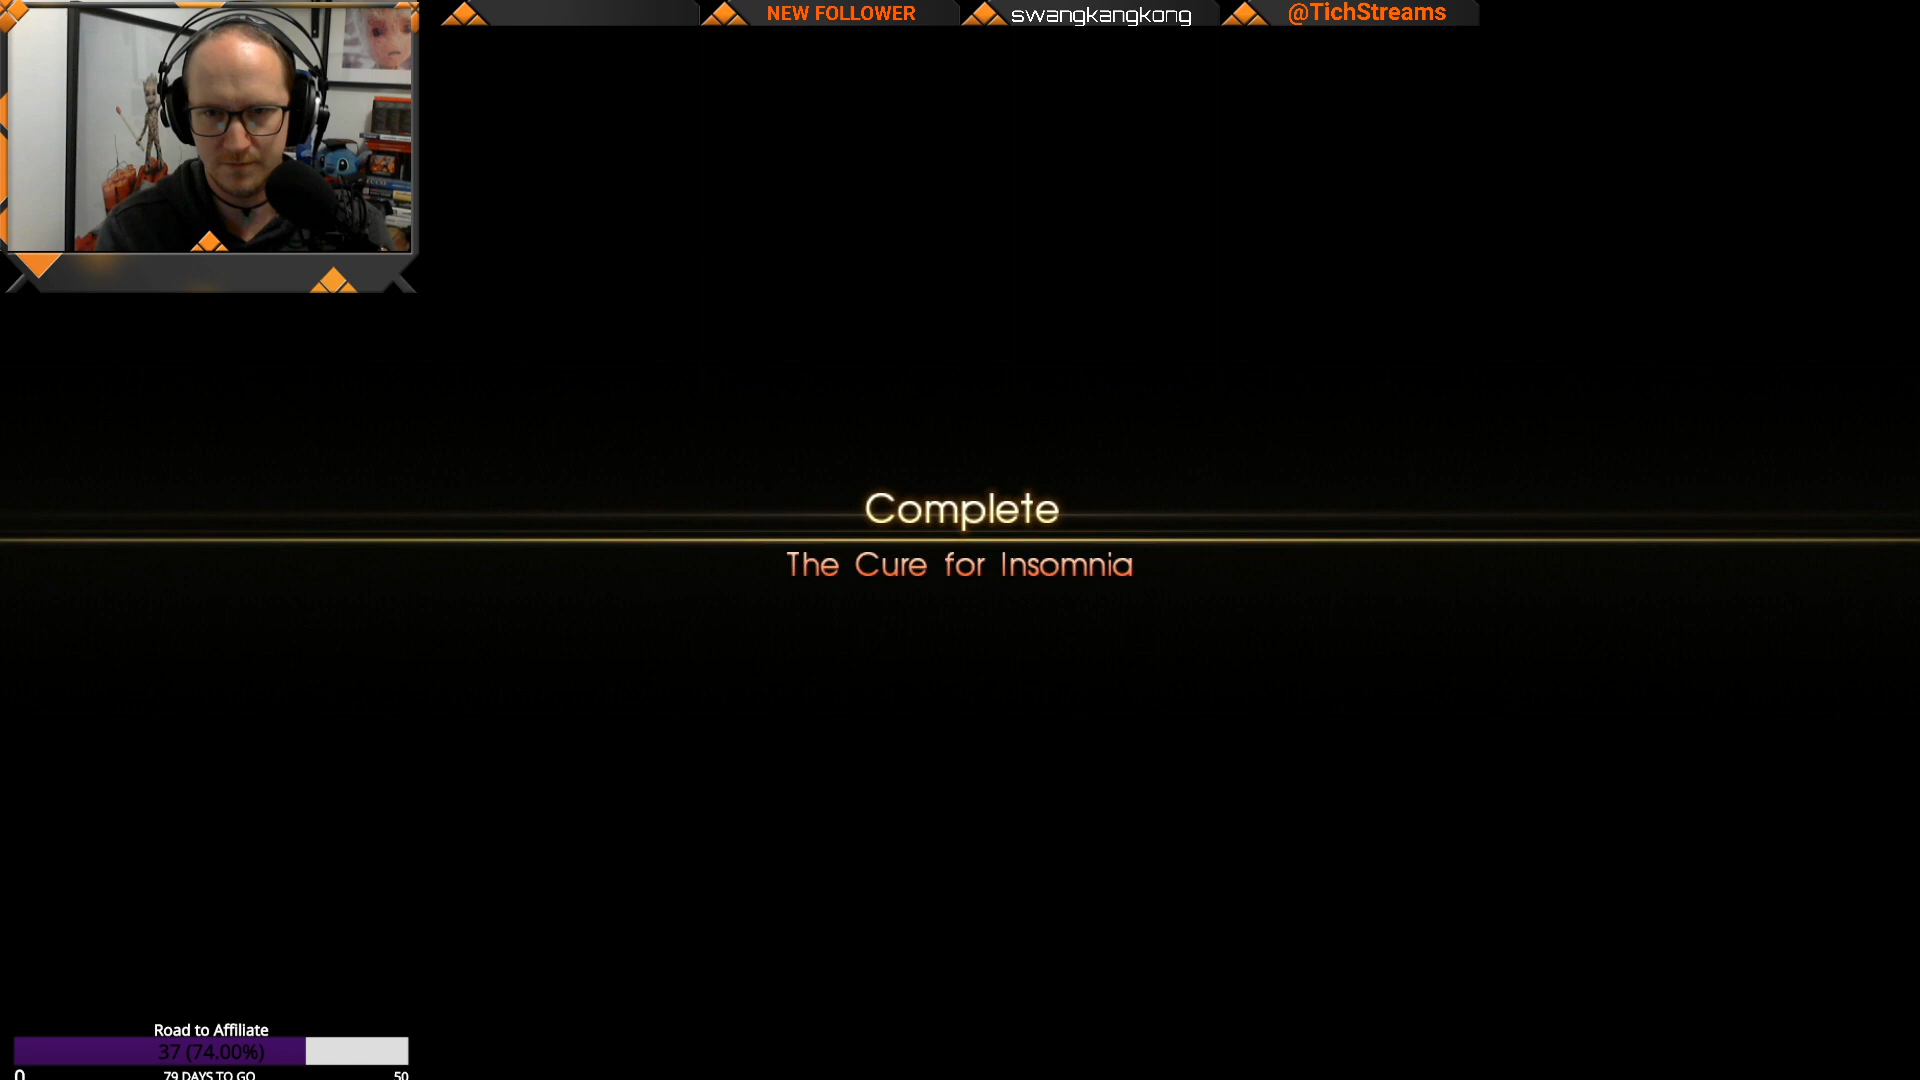 NEW FOLLOWER
swangkangkong
@TichStreams
Complete
The Cure for Insomnia
Road to Affiliate
37 (74.00%)
0
79 DAYS TO GO
50